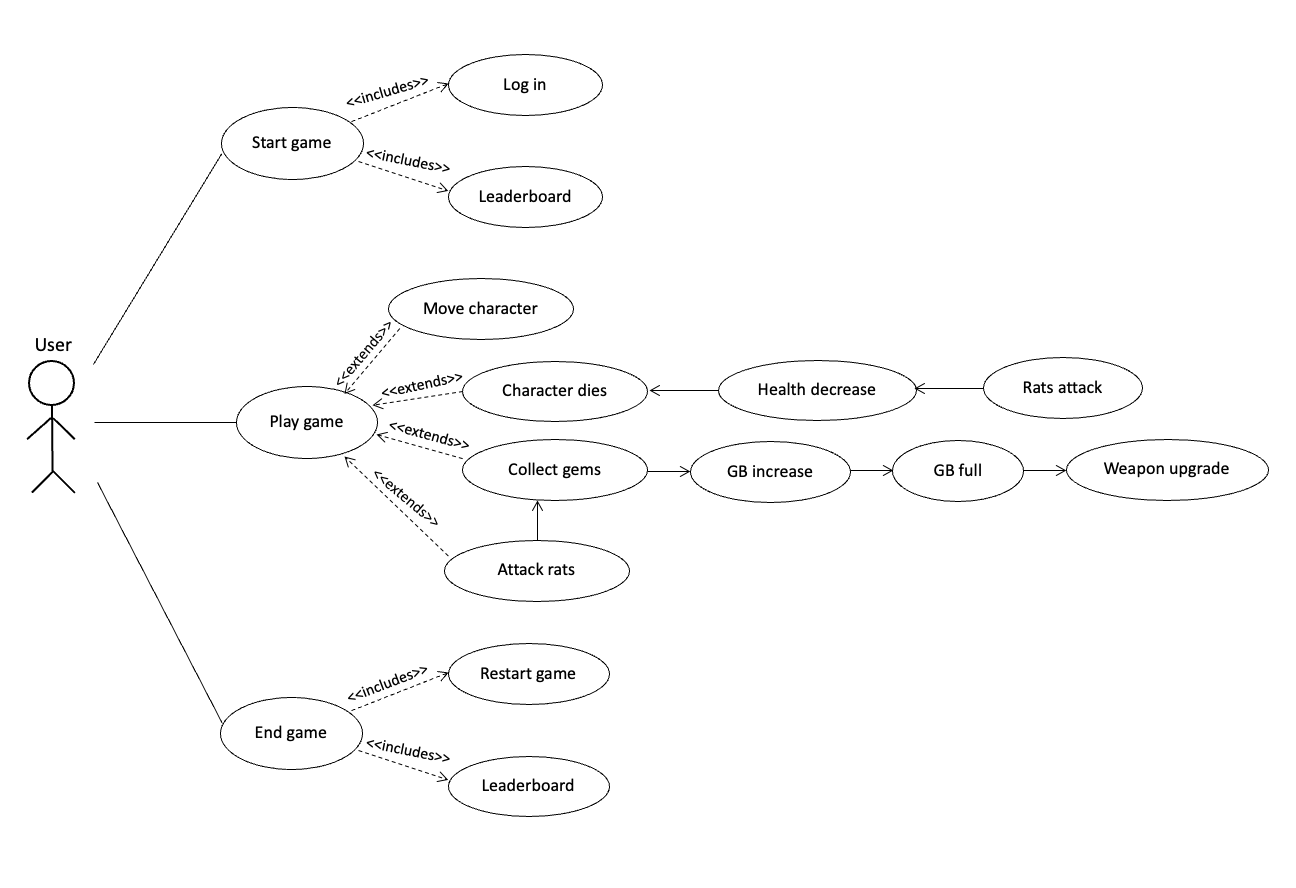 <<includes>>
Log in
Start game
<<includes>>
Leaderboard
Move character
User
<<extends>>
<<extends>>
Character dies
Health decrease
Rats attack
Play game
<<extends>>
Collect gems
GB increase
GB full
Weapon upgrade
<<extends>>
Attack rats
<<includes>>
Restart game
End game
<<includes>>
Leaderboard